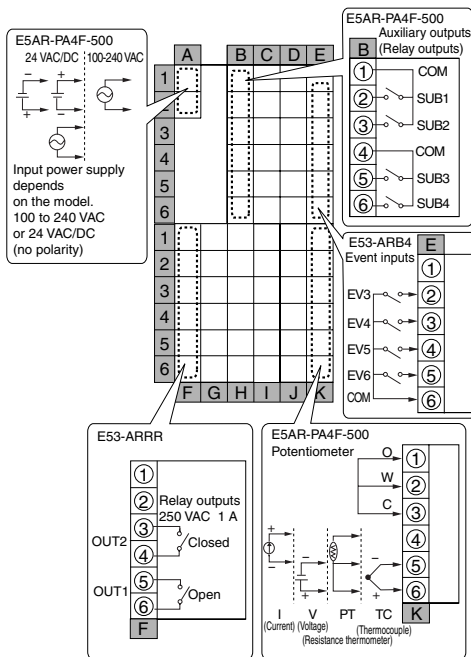 E5AR-PA4F-500
24 VAC/DC 100-240 VAC
Input power supply
depends
on the model.
100 to 240 VAC
or 24 VAC/DC
(no polarity)
A B C D E
1
2
3
4
5
6
1
2
3
4
5
6
F G H I J K
E5AR-PA4F-500
Auxiliary outputs
(Relay outputs)
B
1 COM
2 SUB1
3 SUB2
4 COM
5 SUB3
6 SUB4
E53-ARB4
Event inputs
E
1
EV3 2
EV4 3
EV5 4
EV6 5
COM 6
E53-ARRR
1
2
Relay outputs
250 VAC 1 A
3
OUT2 Closed
4
5
OUT1 Open
6
F
E5AR-PA4F-500
Potentiometer
O 1
W 2
C 3
4
5
6
+ - - + - +
I V PT TC K
(Current) (Voltage) (Thermocouple)
(Resistance thermometer)